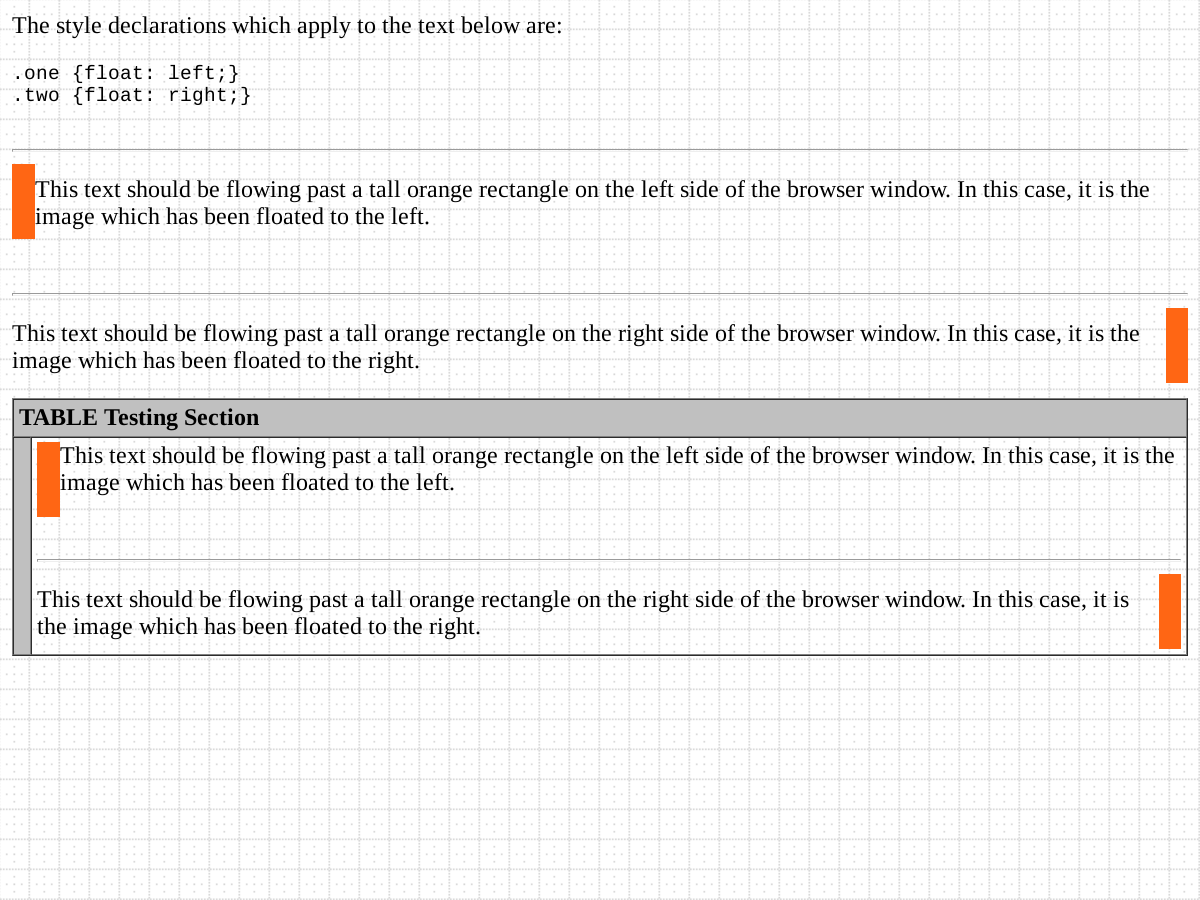 The style declarations which apply to the text below are:
.one {float: left;}
.two {float: right;}
This text should be flowing past a tall orange rectangle on the left side of the browser window. In this case, it is the
image which has been floated to the left.
This text should be flowing past a tall orange rectangle on the right side of the browser window. In this case, it is the
image which has been floated to the right.
TABLE Testing Section
This text should be flowing past a tall orange rectangle on the left side of the browser window. In this case, it is the
image which has been floated to the left.
This text should be flowing past a tall orange rectangle on the right side of the browser window. In this case, it is
the image which has been floated to the right.